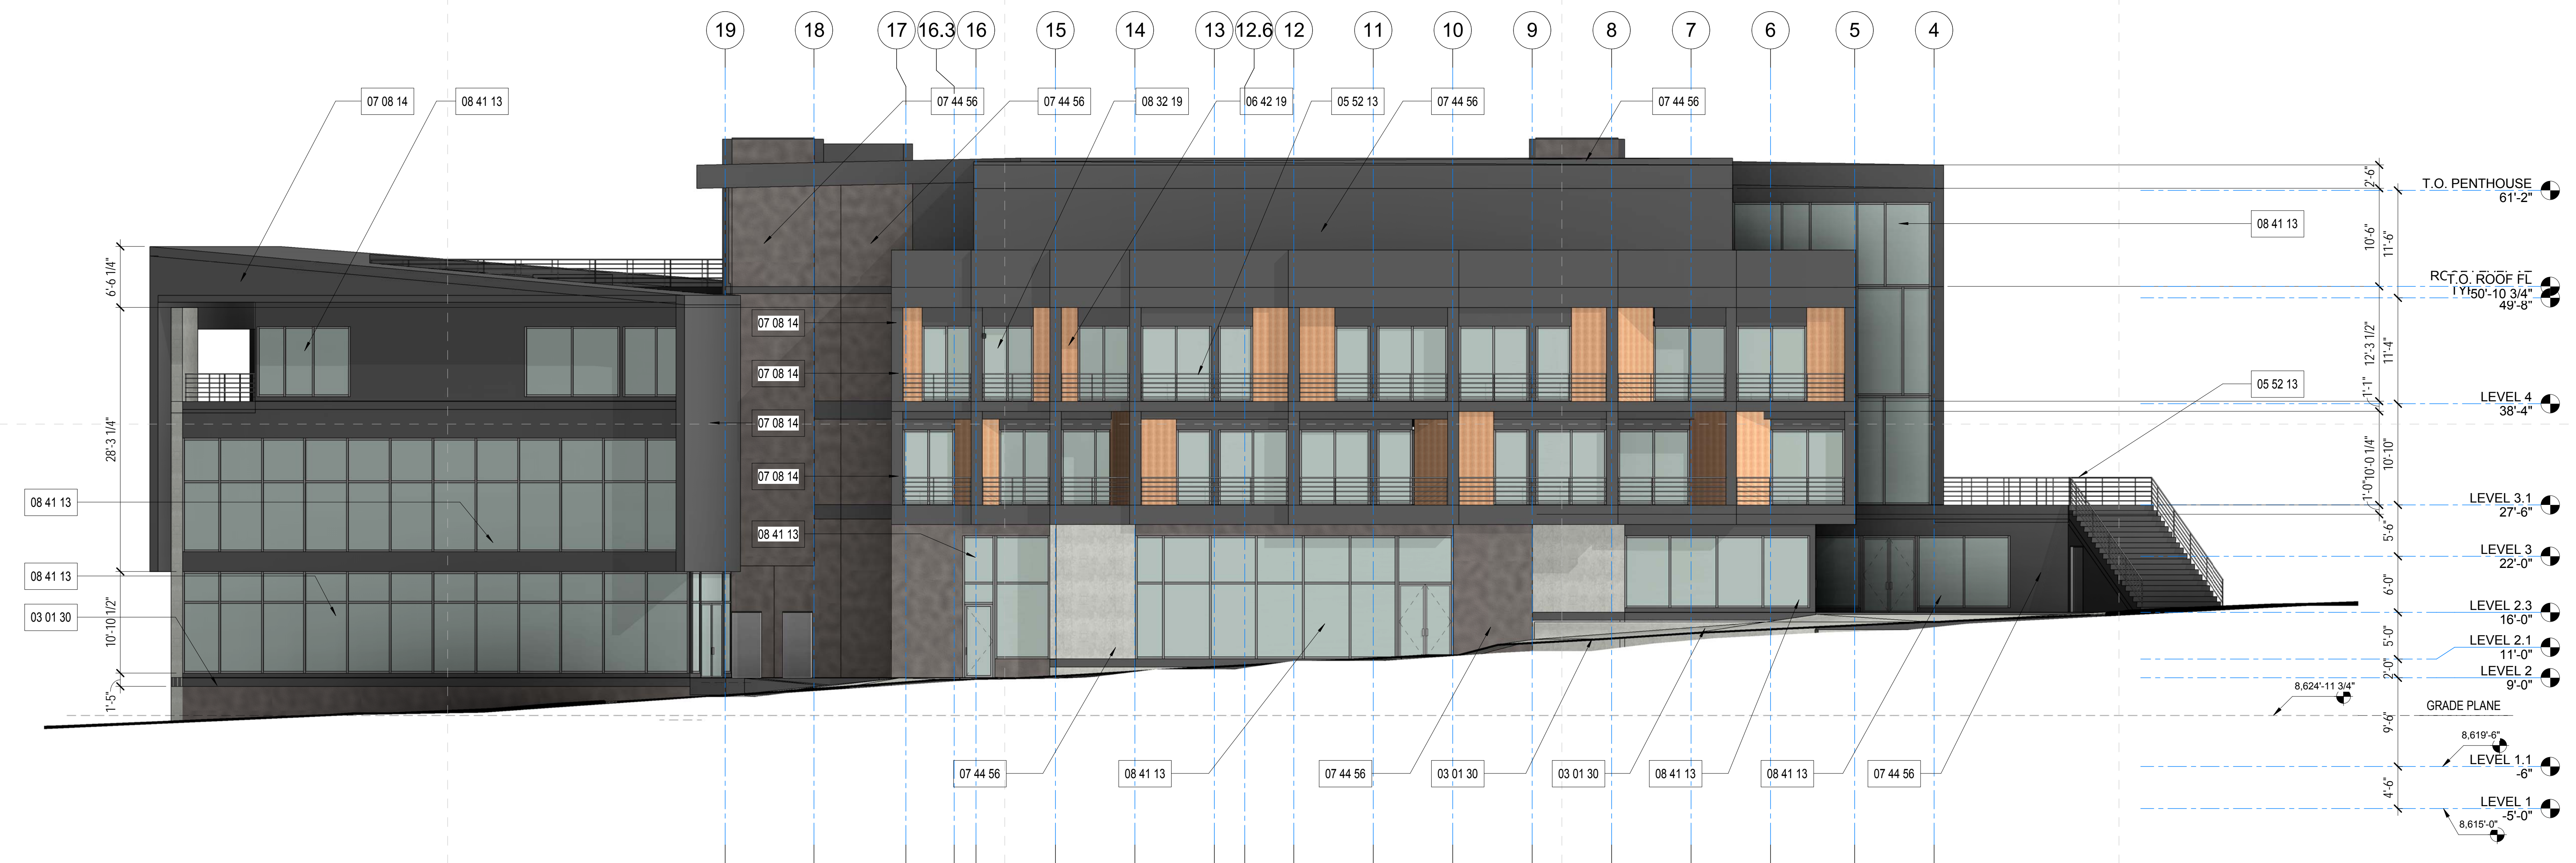 19
18
17
16.3
16
15
14
13
12.6
12
11
10
9
8
7
6
5
4
07 08 14
08 41 13
07 44 56
07 44 56
08 32 19
06 42 19
05 52 13
07 44 56
07 44 56
2'-6"
T.O. PENTHOUSE
61'-2"
08 41 13
10'-6"
11'-6"
6'-6 1/4"
T.O. ROOF FL
50'-10 3/4"
49'-8"
07 08 14
12'-3 1/2"
11'-4"
07 08 14
05 52 13
1'-1"
LEVEL 4
38'-4"
07 08 14
28'-3 1/4"
10'-0 1/4"
10'-10"
07 08 14
1'-0"
LEVEL 3.1
27'-6"
08 41 13
08 41 13
5'-6"
LEVEL 3
22'-0"
08 41 13
6'-0"
LEVEL 2.3
16'-0"
03 01 30
10'-10 1/2"
5'-0"
LEVEL 2.1
11'-0"
2'-0"
LEVEL 2
9'-0"
1'-5"
8,624'-11 3/4"
GRADE PLANE
9'-6"
8,619'-6"
LEVEL 1.1
-6"
07 44 56
08 41 13
07 44 56
03 01 30
03 01 30
08 41 13
08 41 13
07 44 56
4'-6"
LEVEL 1
-5'-0"
8,615'-0"